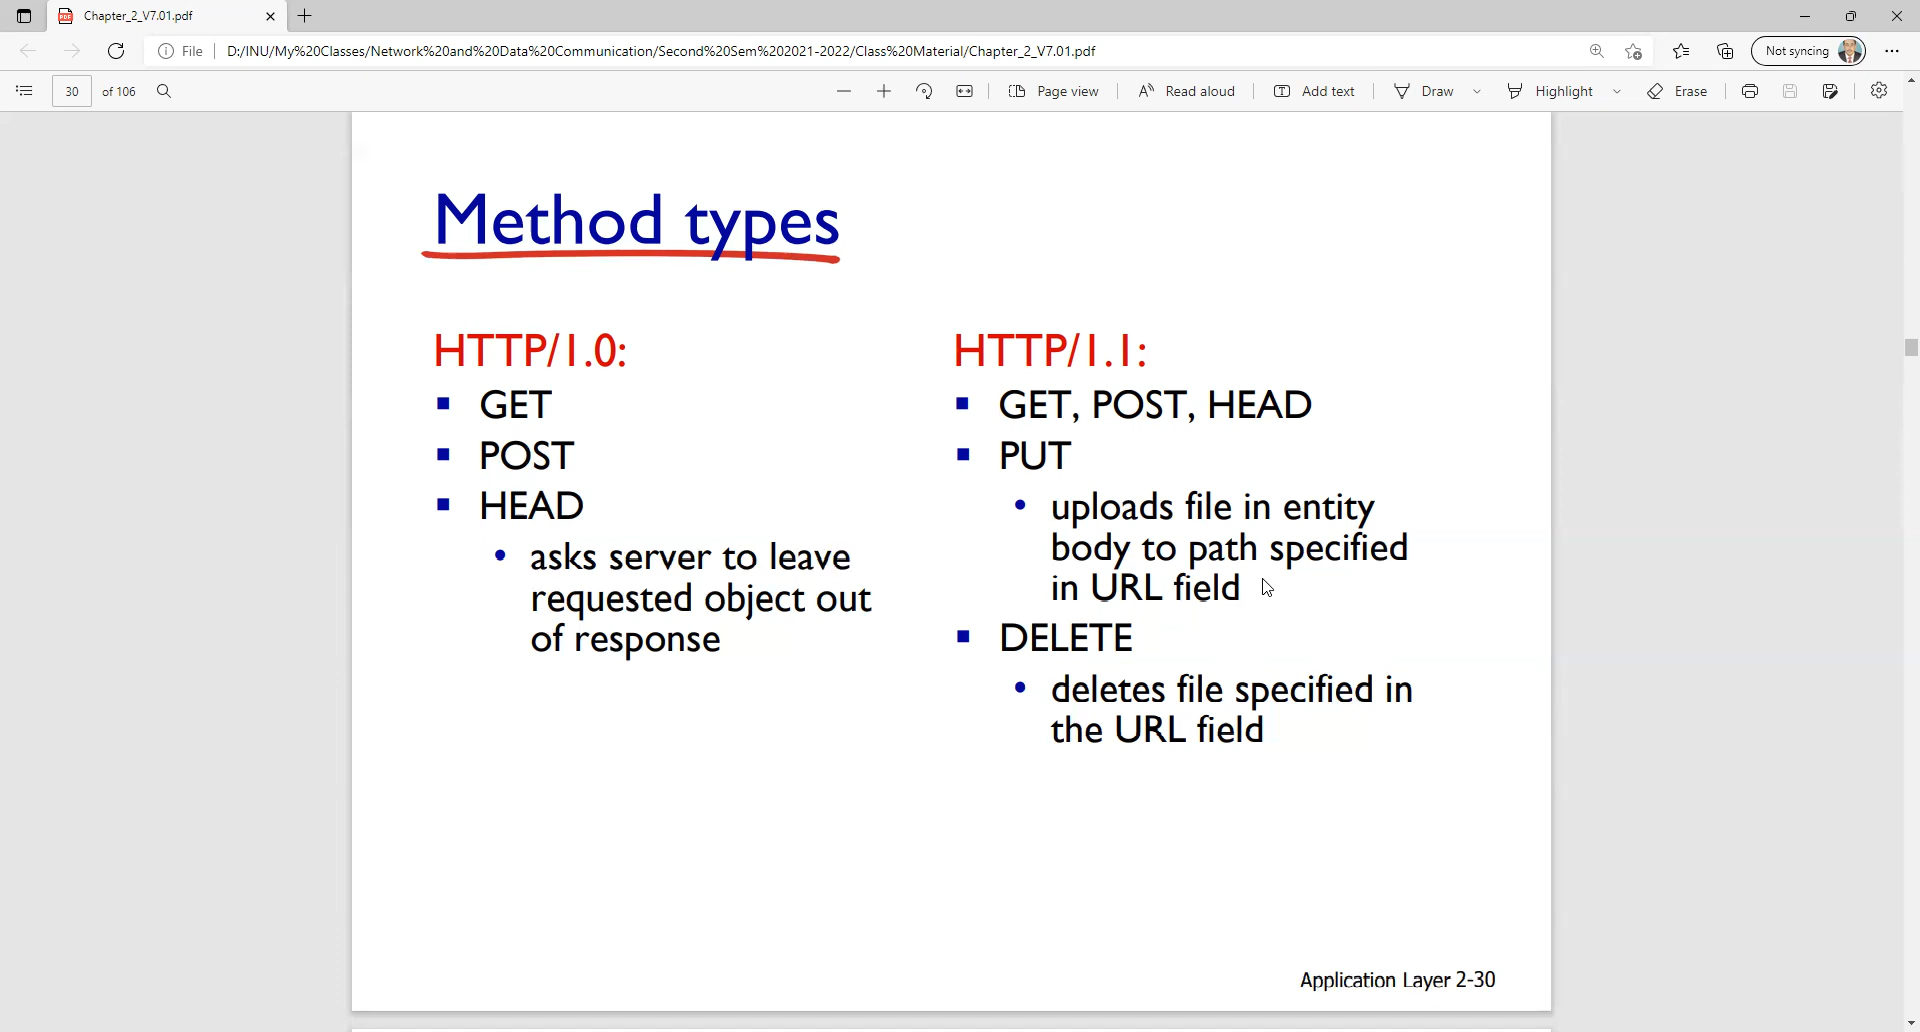 Chapter_2_V7.01.pdf
File
D:/INU/My%20Classes/Network%20and%20Data%20Communication/Second%20Sem%202021-2022/Class%20Material/Chapter_2_V7.01.pdf
Not syncing
30 of 106
Page view
Read aloud
Add text
Draw
Highlight
Erase
Method types
HTTP/1.0:
GET
POST
HEAD
asks server to leave
requested object out
of response
HTTP/1.1:
GET, POST, HEAD
PUT
uploads file in entity
body to path specified
in URL field
DELETE
deletes file specified in
the URL field
Application Layer 2-30